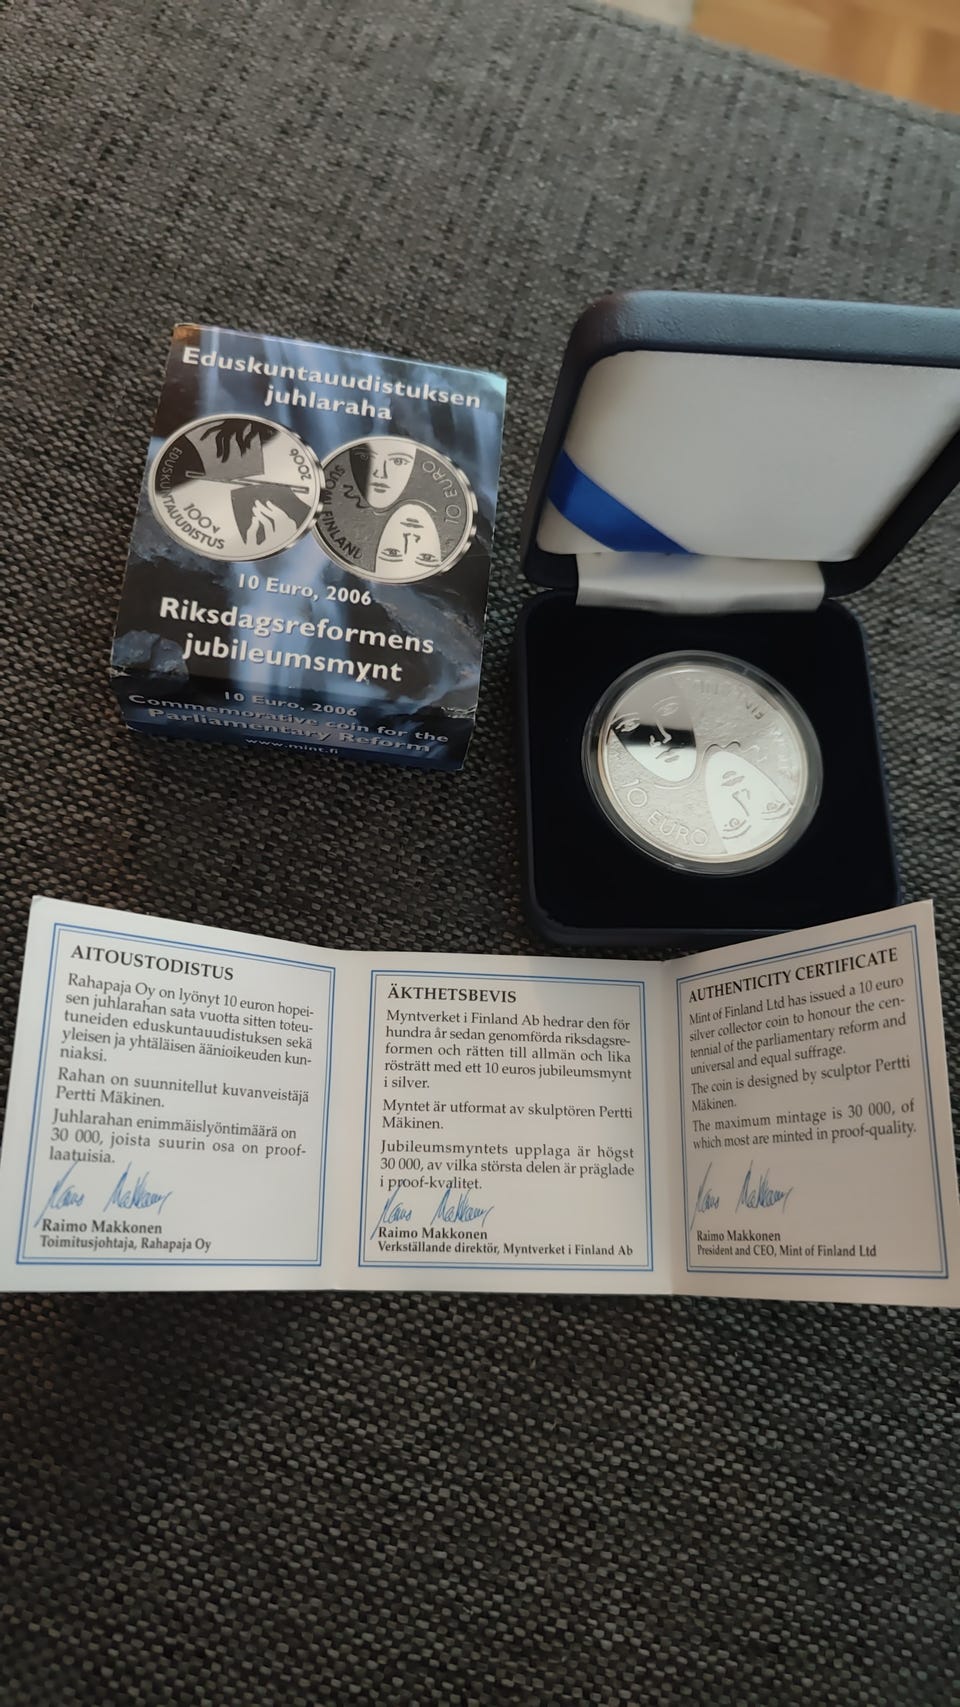 Eduskuntauudistuksen
juhlaraha
EDUSKUNTAUUDISTUS
100v
2006
SUOMI FINLAND
10 EURO
10 Euro, 2006
Riksdagsreformens
jubileumsmynt
10 Euro, 2006
Commemorative coin for the
Parliamentary Reform
www.mint.fi
10 EURO
AITOUSTODISTUS
Rahapaja Oy on lyönyt 10 euron hopei-
sen juhlarahan sata vuotta sitten toteu-
tuneiden eduskuntauudistuksen sekä
yleisen ja yhtäläisen äänioikeuden kun-
niaksi.
Rahan on suunnitellut kuvanveistäjä
Pertti Mäkinen.
Juhlarahan enimmäislyöntimäärä on
30 000, joista suurin osa on proof-
laatuisia.
Raimo Makkonen
Toimitusjohtaja, Rahapaja Oy
ÄKTHETSBEVIS
Myntverket i Finland Ab hedrar den för
hundra år sedan genomförda riksdagsre-
formen och rätten till allmän och lika
rösträtt med ett 10 euros jubileumsmynt
i silver.
Myntet är utformat av skulptören Pertti
Mäkinen.
Jubileumsmyntets upplaga är högst
30 000, av vilka största delen är präglade
i proof-kvalitet.
Raimo Makkonen
Verkställande direktör, Myntverket i Finland Ab
AUTHENTICITY CERTIFICATE
Mint of Finland Ltd has issued a 10 euro
silver collector coin to honour the cen-
tennial of the parliamentary reform and
universal and equal suffrage.
The coin is designed by sculptor Pertti
Mäkinen.
The maximum mintage is 30 000, of
which most are minted in proof-quality.
Raimo Makkonen
President and CEO, Mint of Finland Ltd